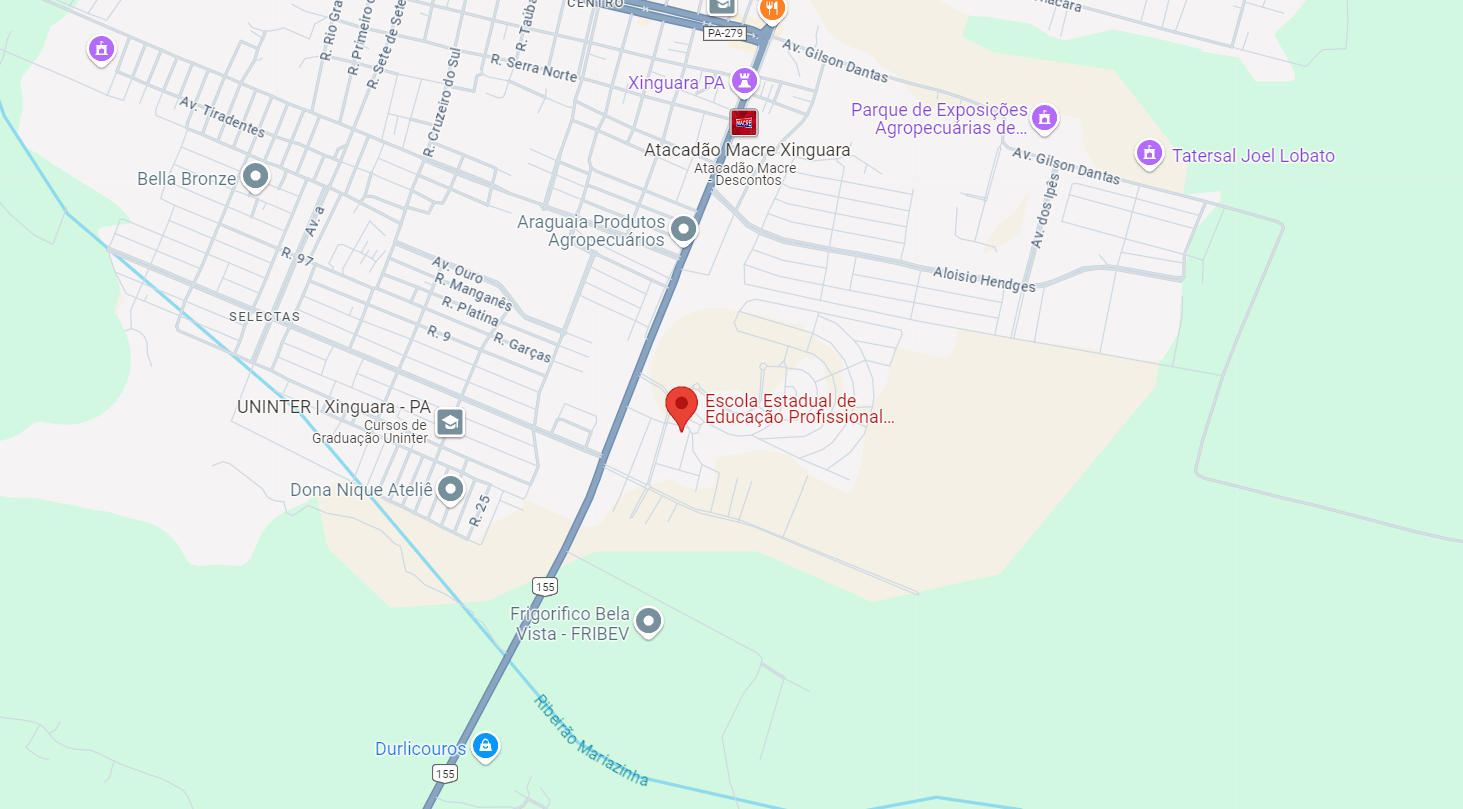 CENTRO
PA-279
R. Rio Gra
R. Primeiro d
R. Sete de Sete
R. Taúba
Av. Gilson Dantas
R. Serra Norte
R. Cruzeiro do Sul
Xinguara PA
Av. Tiradentes
Parque de Exposições
Agropecuárias de...
Atacadão Macre Xinguara
Atacadão Macre
Descontos
Av. Gilson Dantas
Tatersal Joel Lobato
Bella Bronze
Av. a
Av. dos Ipês
Araguaia Produtos
Agropecuários
R. 97
Av. Ouro
R. Manganês
R. Platina
R. 9
R. Garças
Aloisio Hendges
SELECTAS
UNINTER | Xinguara - PA
Cursos de
Graduação Uninter
Escola Estadual de
Educação Profissional...
Dona Nique Ateliê
R. 25
155
Frigorifico Bela
Vista - FRIBEV
Ribeirão Mariazinha
Durlicouros
155